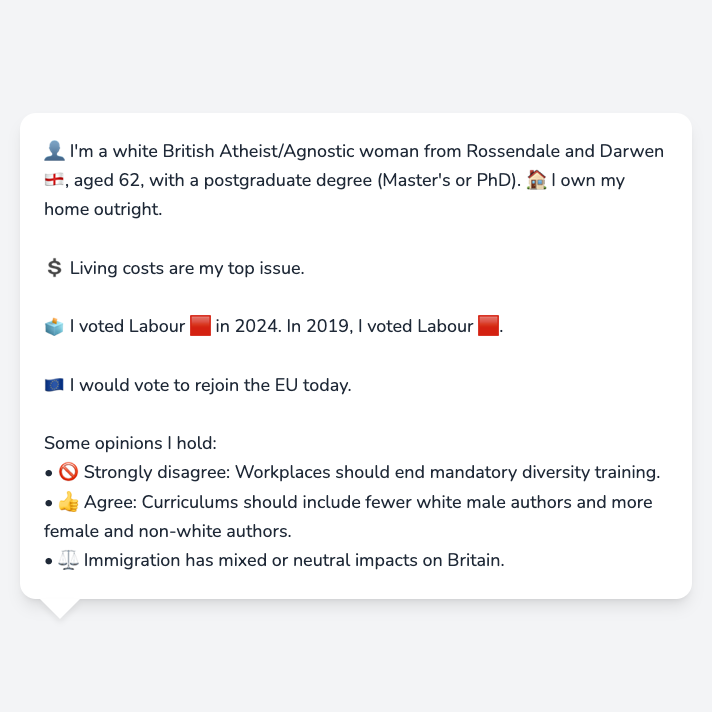 👤 I'm a white British Atheist/Agnostic woman from Rossendale and Darwen
🏴󠁧󠁢󠁥󠁮󠁧󠁿, aged 62, with a postgraduate degree (Master's or PhD). 🏠 I own my
home outright.
💲 Living costs are my top issue.
🗳️ I voted Labour 🟥 in 2024. In 2019, I voted Labour 🟥.
🇪🇺 I would vote to rejoin the EU today.
Some opinions I hold:
• 🚫 Strongly disagree: Workplaces should end mandatory diversity training.
• 👍 Agree: Curriculums should include fewer white male authors and more
female and non-white authors.
• ⚖️ Immigration has mixed or neutral impacts on Britain.